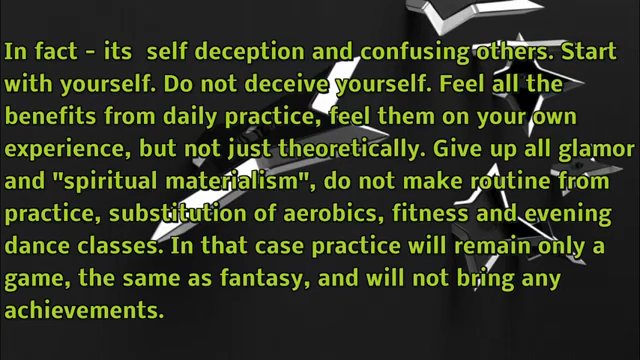 In fact - its  self deception and confusing others. Start
with yourself. Do not deceive yourself. Feel all the
benefits from daily practice, feel them on your own
experience, but not just theoretically. Give up all glamor
and "spiritual materialism", do not make routine from
practice, substitution of aerobics, fitness and evening
dance classes. In that case practice will remain only a
game, the same as fantasy, and will not bring any
achievements.